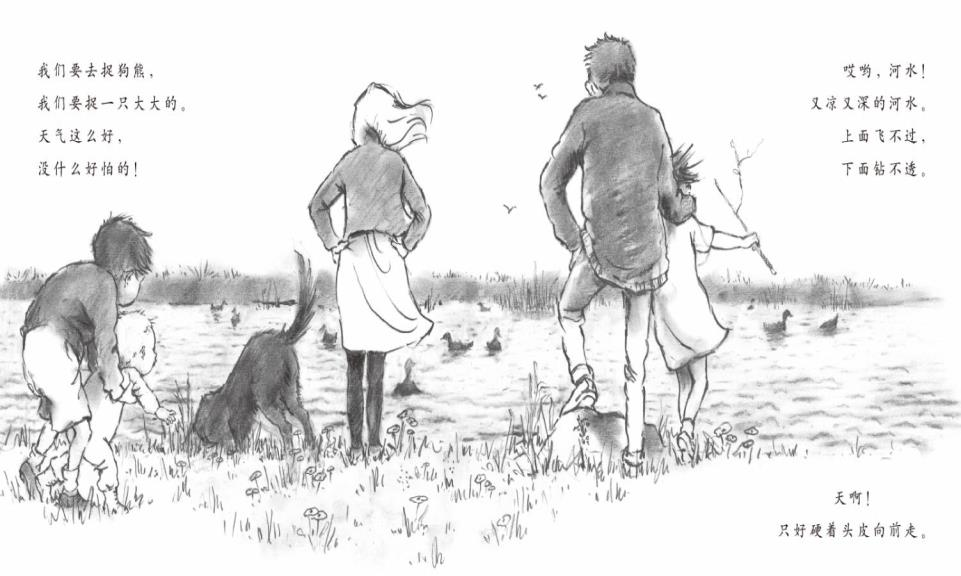 我们要去捉狗熊，
我们要捉一只大大的。
天气这么好，
没什么好怕的！
哎哟，河水！
又凉又深的河水。
上面飞不过，
下面钻不透。
天啊！
只好硬着头皮向前走。